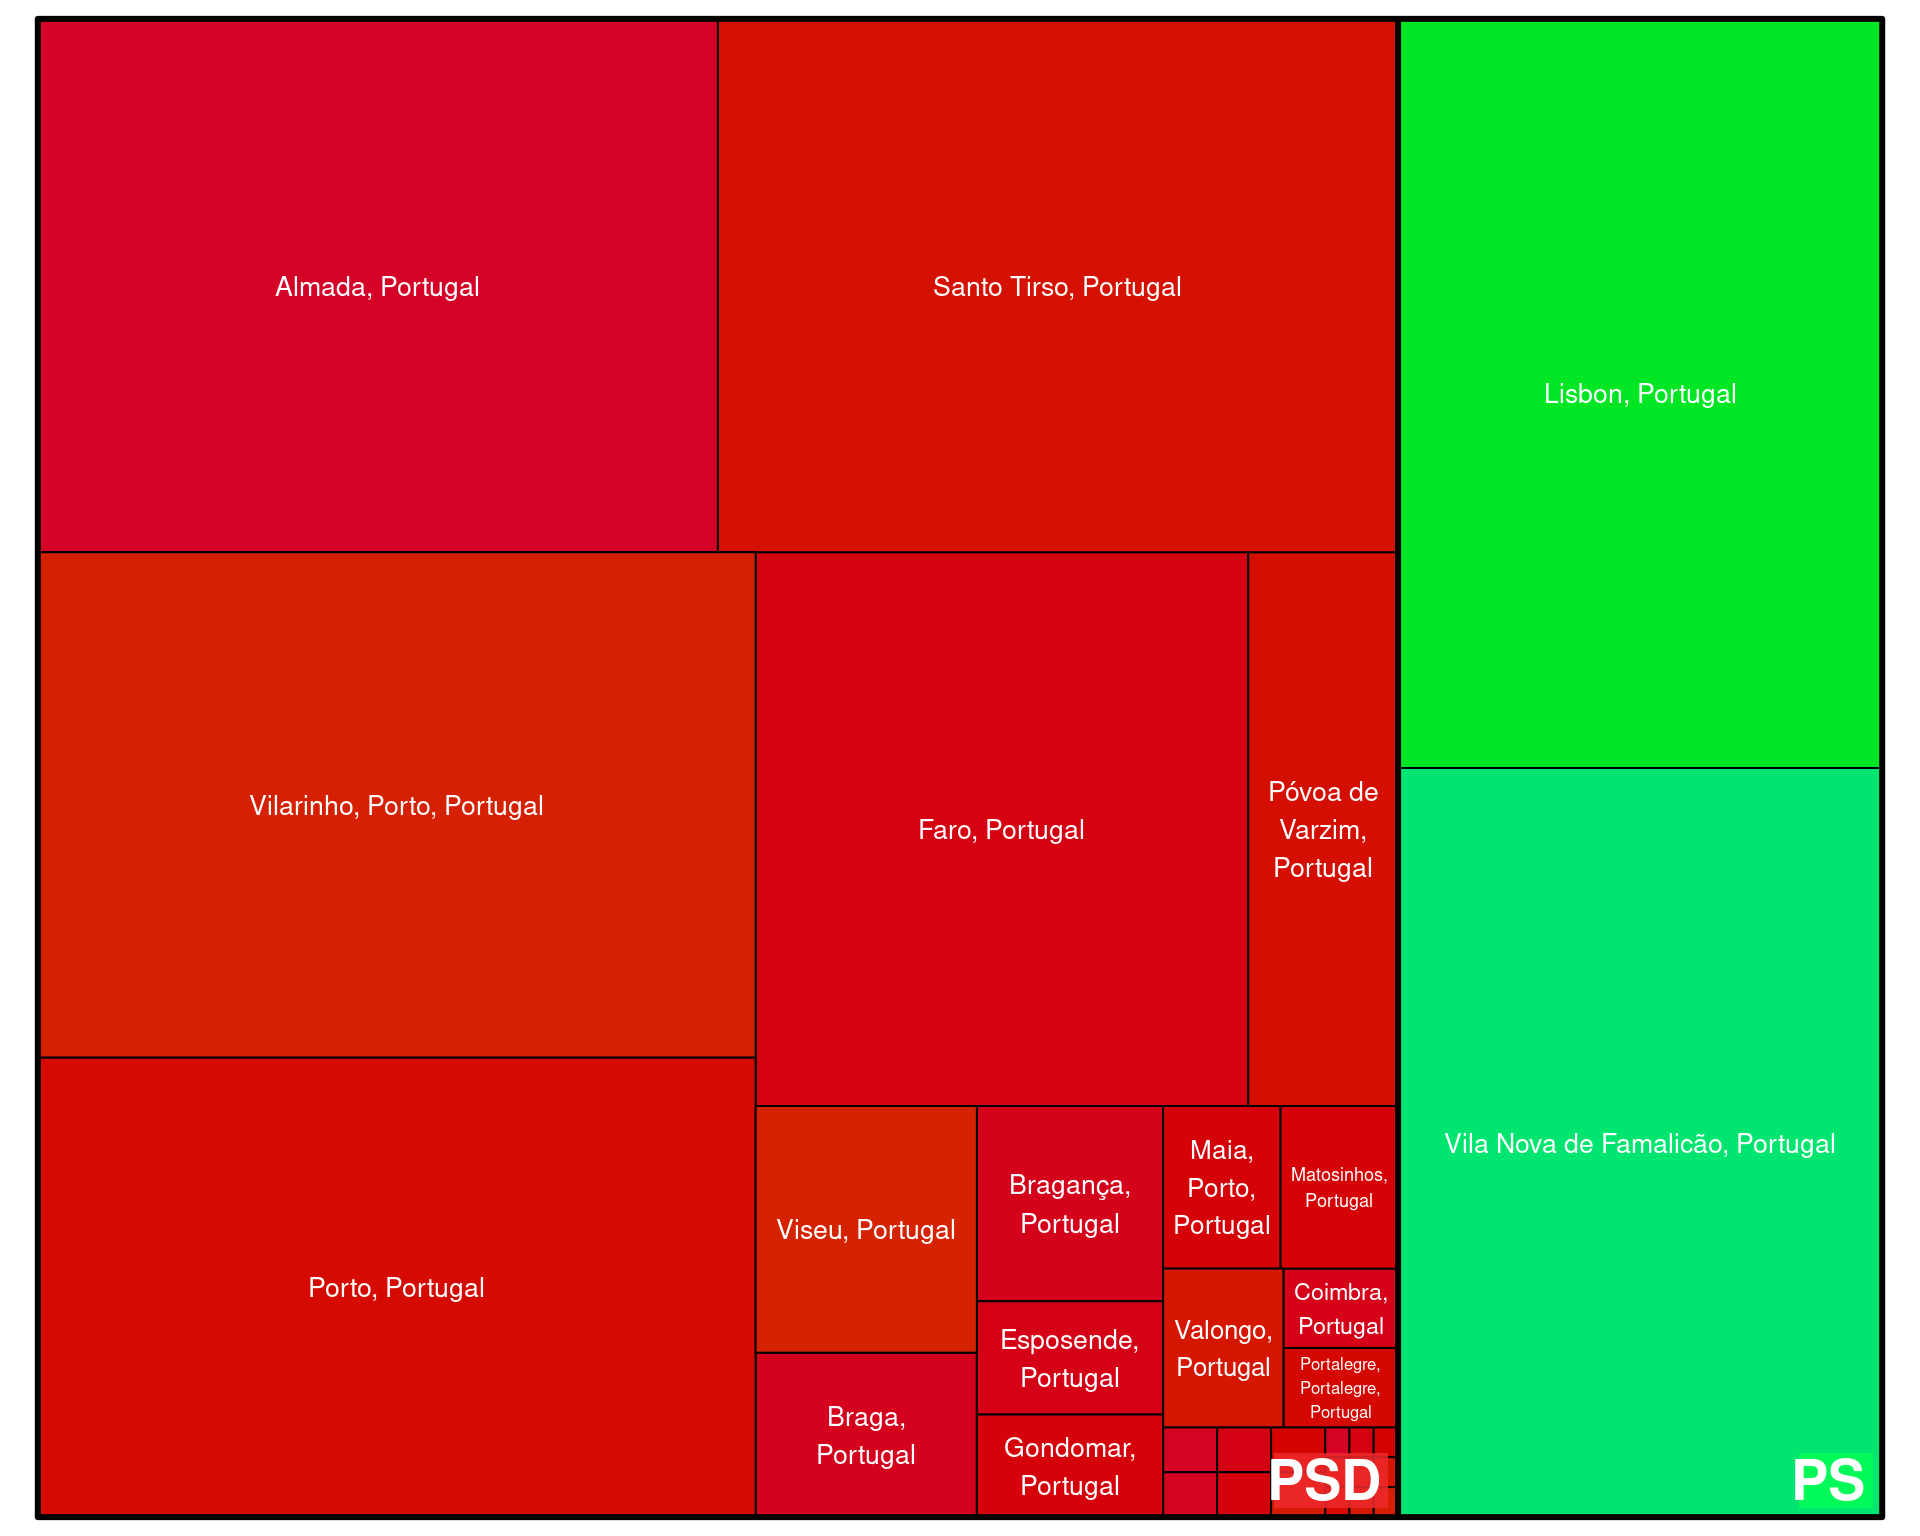 Almada, Portugal
Santo Tirso, Portugal
Lisbon, Portugal
Vilarinho, Porto, Portugal
Faro, Portugal
Póvoa de
Varzim,
Portugal
Vila Nova de Famalicão, Portugal
Porto, Portugal
Viseu, Portugal
Bragança,
Portugal
Maia,
Porto,
Portugal
Matosinhos,
Portugal
Esposende,
Portugal
Valongo,
Portugal
Coimbra,
Portugal
Portalegre,
Portalegre,
Portugal
Braga,
Portugal
Gondomar,
Portugal
PSD
PS